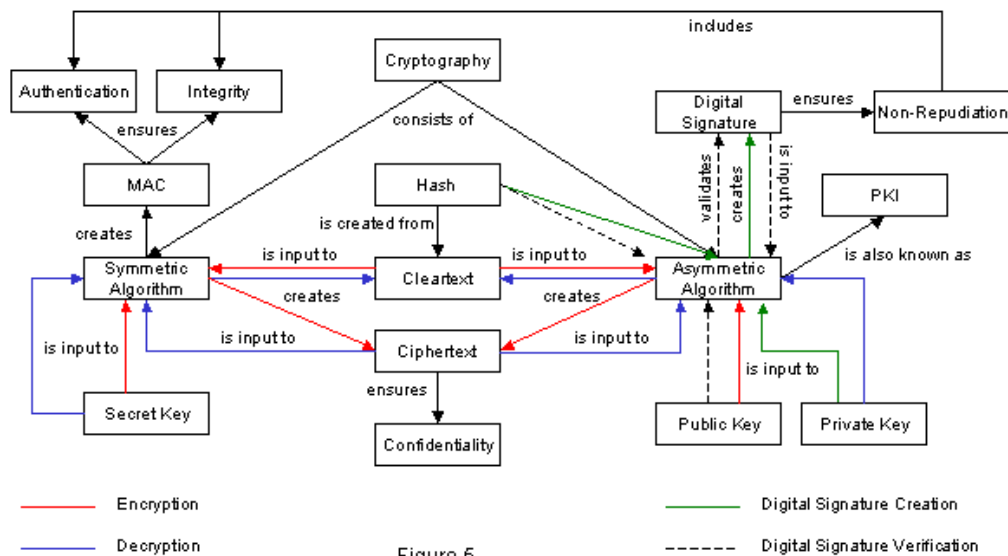 includes
Cryptography
Authentication
Integrity
Digital
Signature
ensures
Non-Repudiation
ensures
consists of
MAC
Hash
validates
creates
is input to
PKI
creates
is created from
is also known as
Symmetric
Algorithm
is input to
Cleartext
is input to
Asymmetric
Algorithm
creates
creates
is input to
is input to
Ciphertext
is input to
is input to
ensures
Secret Key
Confidentiality
Public Key
Private Key
Encryption
Digital Signature Creation
Decryption
Figure 5
Digital Signature Verification